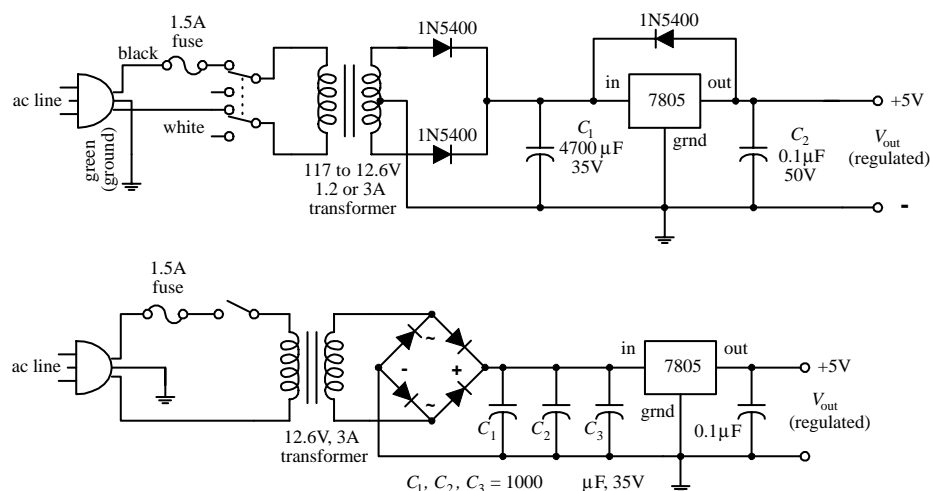 1.5A
fuse
black
ac line
white
green
(ground)
117 to 12.6V
1.2 or 3A
transformer
1N5400
1N5400
1N5400
C1
4700 µF
35V
in
7805
out
grnd
C2
0.1µF
50V
+5V
Vout
(regulated)
-
1.5A
fuse
ac line
12.6V, 3A
transformer
~
-
+
~
C1
C2
C3
C1, C2, C3 = 1000 µF, 35V
in
7805
out
grnd
0.1µF
+5V
Vout
(regulated)